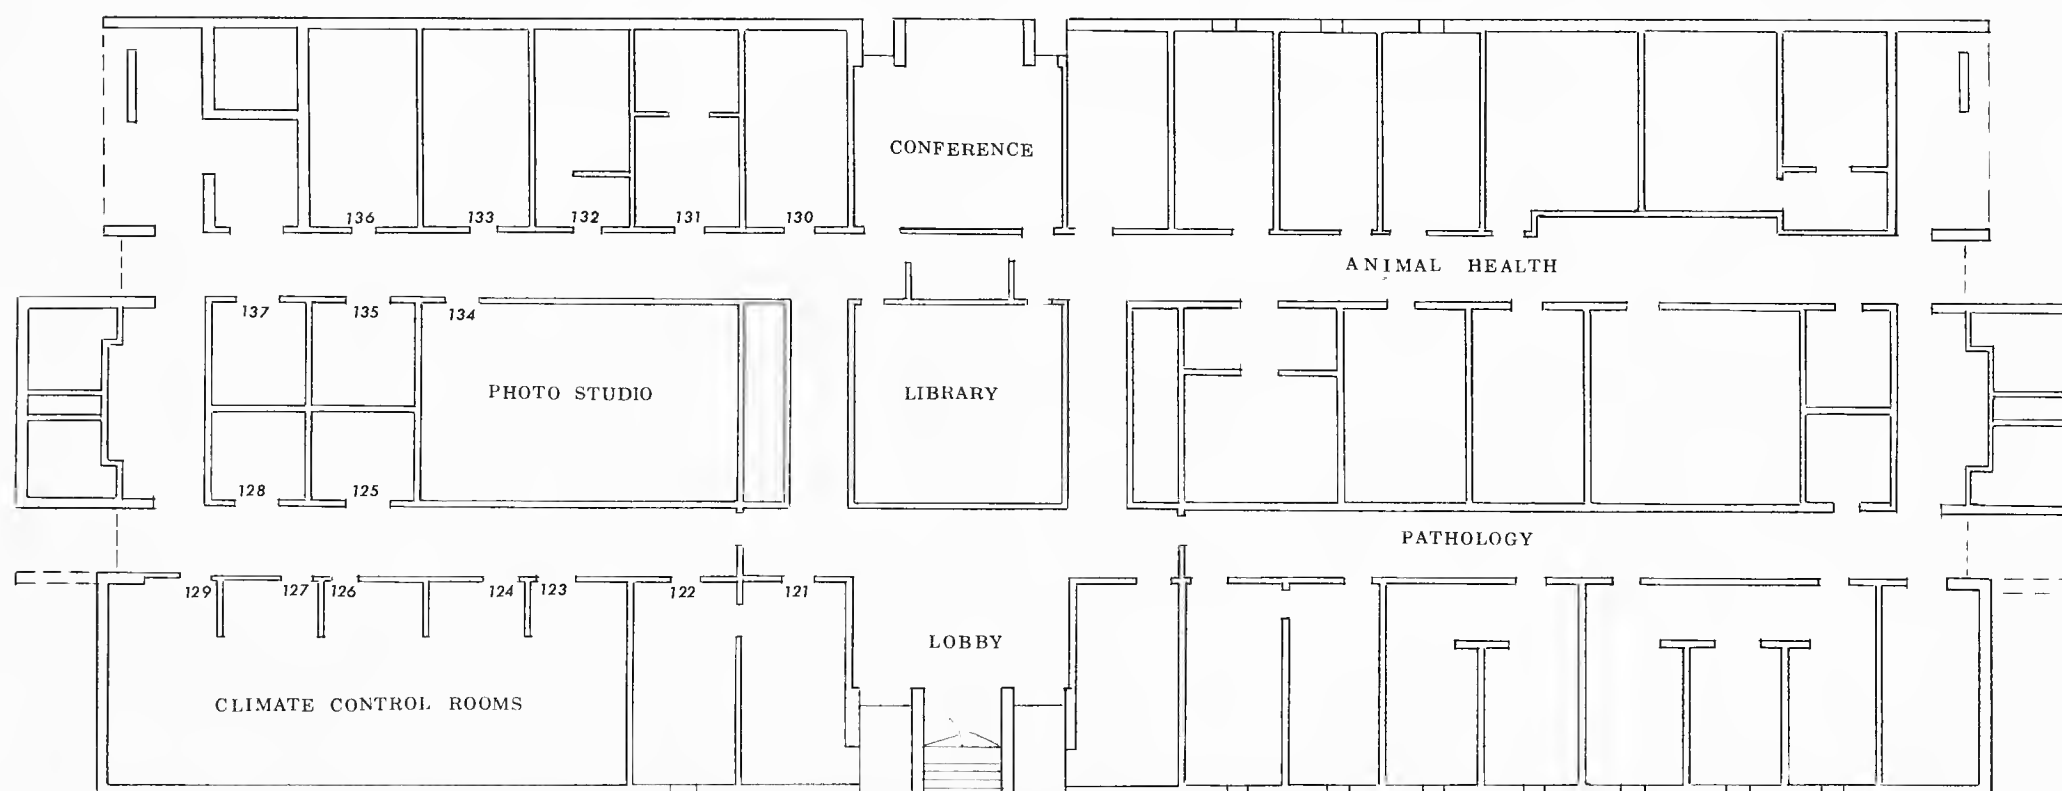 CONFERENCE
136 133 132 131 130
ANIMAL HEALTH
137 135 134
PHOTO STUDIO
LIBRARY
128 125
PATHOLOGY
129 127 126 124 123 122 121
LOBBY
CLIMATE CONTROL ROOMS